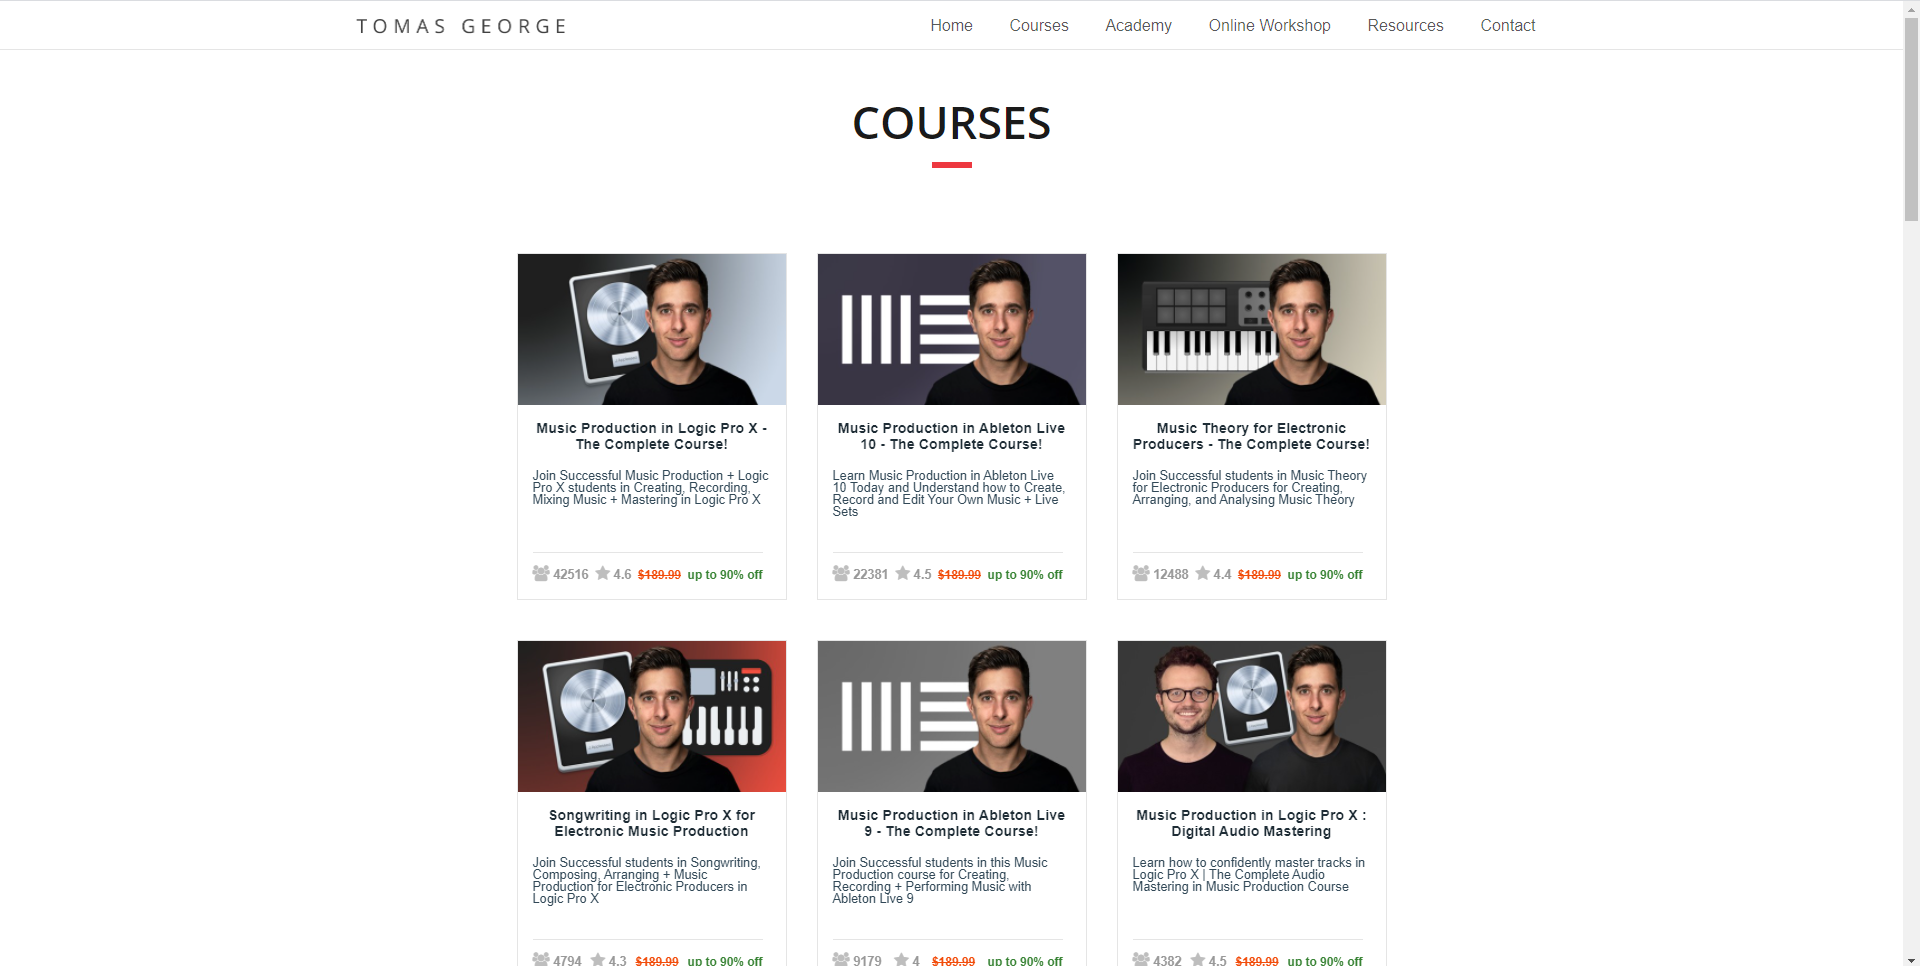 TOMAS GEORGE
Home Courses Academy Online Workshop Resources Contact
COURSES
Music Production in Logic Pro X -
The Complete Course!
Join Successful Music Production + Logic
Pro X students in Creating, Recording,
Mixing Music + Mastering in Logic Pro X
42516 4.6 $189.99 up to 90% off
Music Production in Ableton Live
10 - The Complete Course!
Learn Music Production in Ableton Live
10 Today and Understand how to Create,
Record and Edit Your Own Music + Live
Sets
22381 4.5 $189.99 up to 90% off
Music Theory for Electronic
Producers - The Complete Course!
Join Successful students in Music Theory
for Electronic Producers for Creating,
Arranging, and Analysing Music Theory
12488 4.4 $189.99 up to 90% off
Songwriting in Logic Pro X for
Electronic Music Production
Join Successful students in Songwriting,
Composing, Arranging + Music
Production for Electronic Producers in
Logic Pro X
4794 4.3 $189.99 up to 90% off
Music Production in Ableton Live
9 - The Complete Course!
Join Successful students in this Music
Production course for Creating,
Recording + Performing Music with
Ableton Live 9
9179 4 $189.99 up to 90% off
Music Production in Logic Pro X :
Digital Audio Mastering
Learn how to confidently master tracks in
Logic Pro X | The Complete Audio
Mastering in Music Production Course
4382 4.5 $189.99 up to 90% off